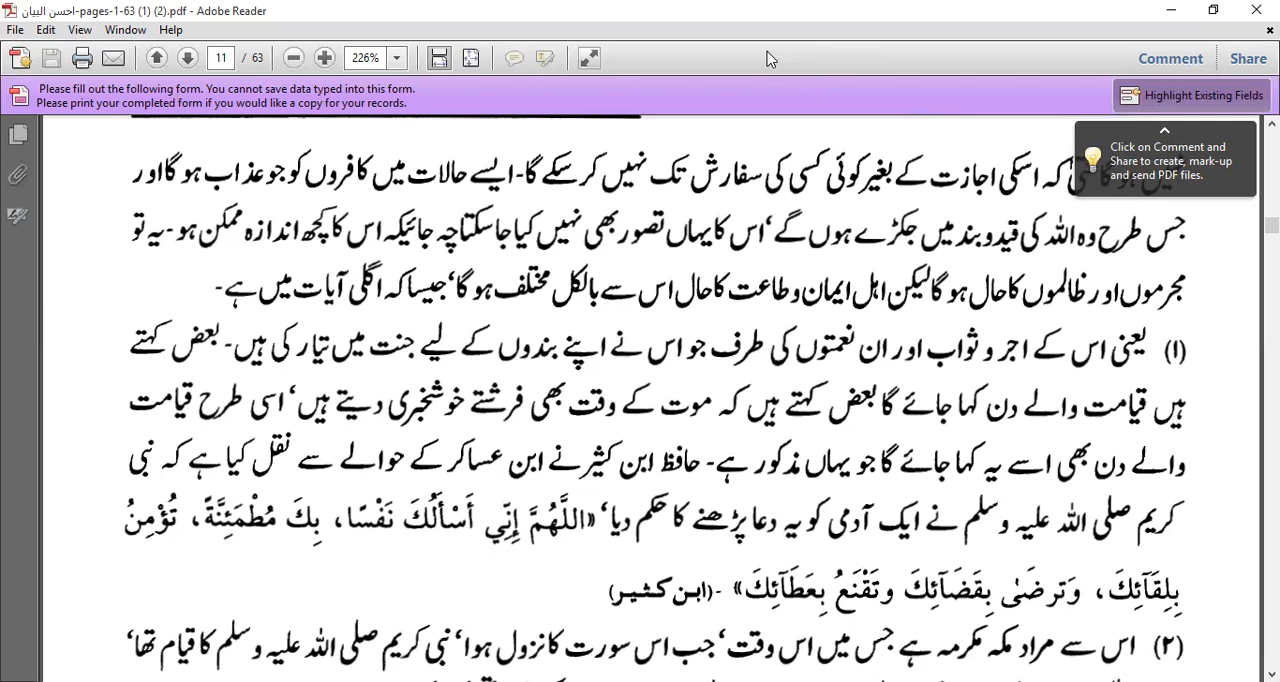 احسن البیان-pages-1-63 (1) (2).pdf - Adobe Reader
File Edit View Window Help
11 / 63 226% Comment Share
Please fill out the following form. You cannot save data typed into this form.
Please print your completed form if you would like a copy for your records.
Highlight Existing Fields
Click on Comment and
Share to create, mark-up
and send PDF files.
کہ اسکی اجازت کے بغیر کوئی کسی کی سفارش تک نہیں کر سکے گا-ایسے حالات میں کافروں کو جو عذاب ہو گا اور
جس طرح وہ اللہ کی قید و بند میں جکڑے ہوں گے‘ اس کا یہاں تصور بھی نہیں کیا جا سکتا چہ جائیکہ اس کا کچھ اندازہ ممکن ہو-یہ تو
مجرموں اور ظالموں کا حال ہو گا لیکن اہل ایمان و طاعت کا حال اس سے بالکل مختلف ہو گا‘ جیسا کہ اگلی آیات میں ہے-
(۱) یعنی اس کے اجر و ثواب اور ان نعمتوں کی طرف جو اس نے اپنے بندوں کے لیے جنت میں تیار کی ہیں-بعض کہتے
ہیں قیامت والے دن کہا جائے گا بعض کہتے ہیں کہ موت کے وقت بھی فرشتے خوشخبری دیتے ہیں‘ اسی طرح قیامت
والے دن بھی اسے یہ کہا جائے گا جو یہاں مذکور ہے- حافظ ابن کثیر نے ابن عساکر کے حوالے سے نقل کیا ہے کہ نبی
کریم صلی اللہ علیہ وسلم نے ایک آدمی کو یہ دعا پڑھنے کا حکم دیا‘ «اللَّهُمَّ إِنِّي أَسْأَلُكَ نَفْسًا، بِكَ مُطْمَئِنَّةً، تُؤْمِنُ
بِلِقَآئِكَ، وَتَرضَىٰ بِقَضَآئِكَ وتَقْنَعُ بِعَطَآئِكَ» -(ابن کثیر)
(۲) اس سے مراد مکہ مکرمہ ہے جس میں اس وقت‘ جب اس سورت کا نزول ہوا‘ نبی کریم صلی اللہ علیہ وسلم کا قیام تھا‘